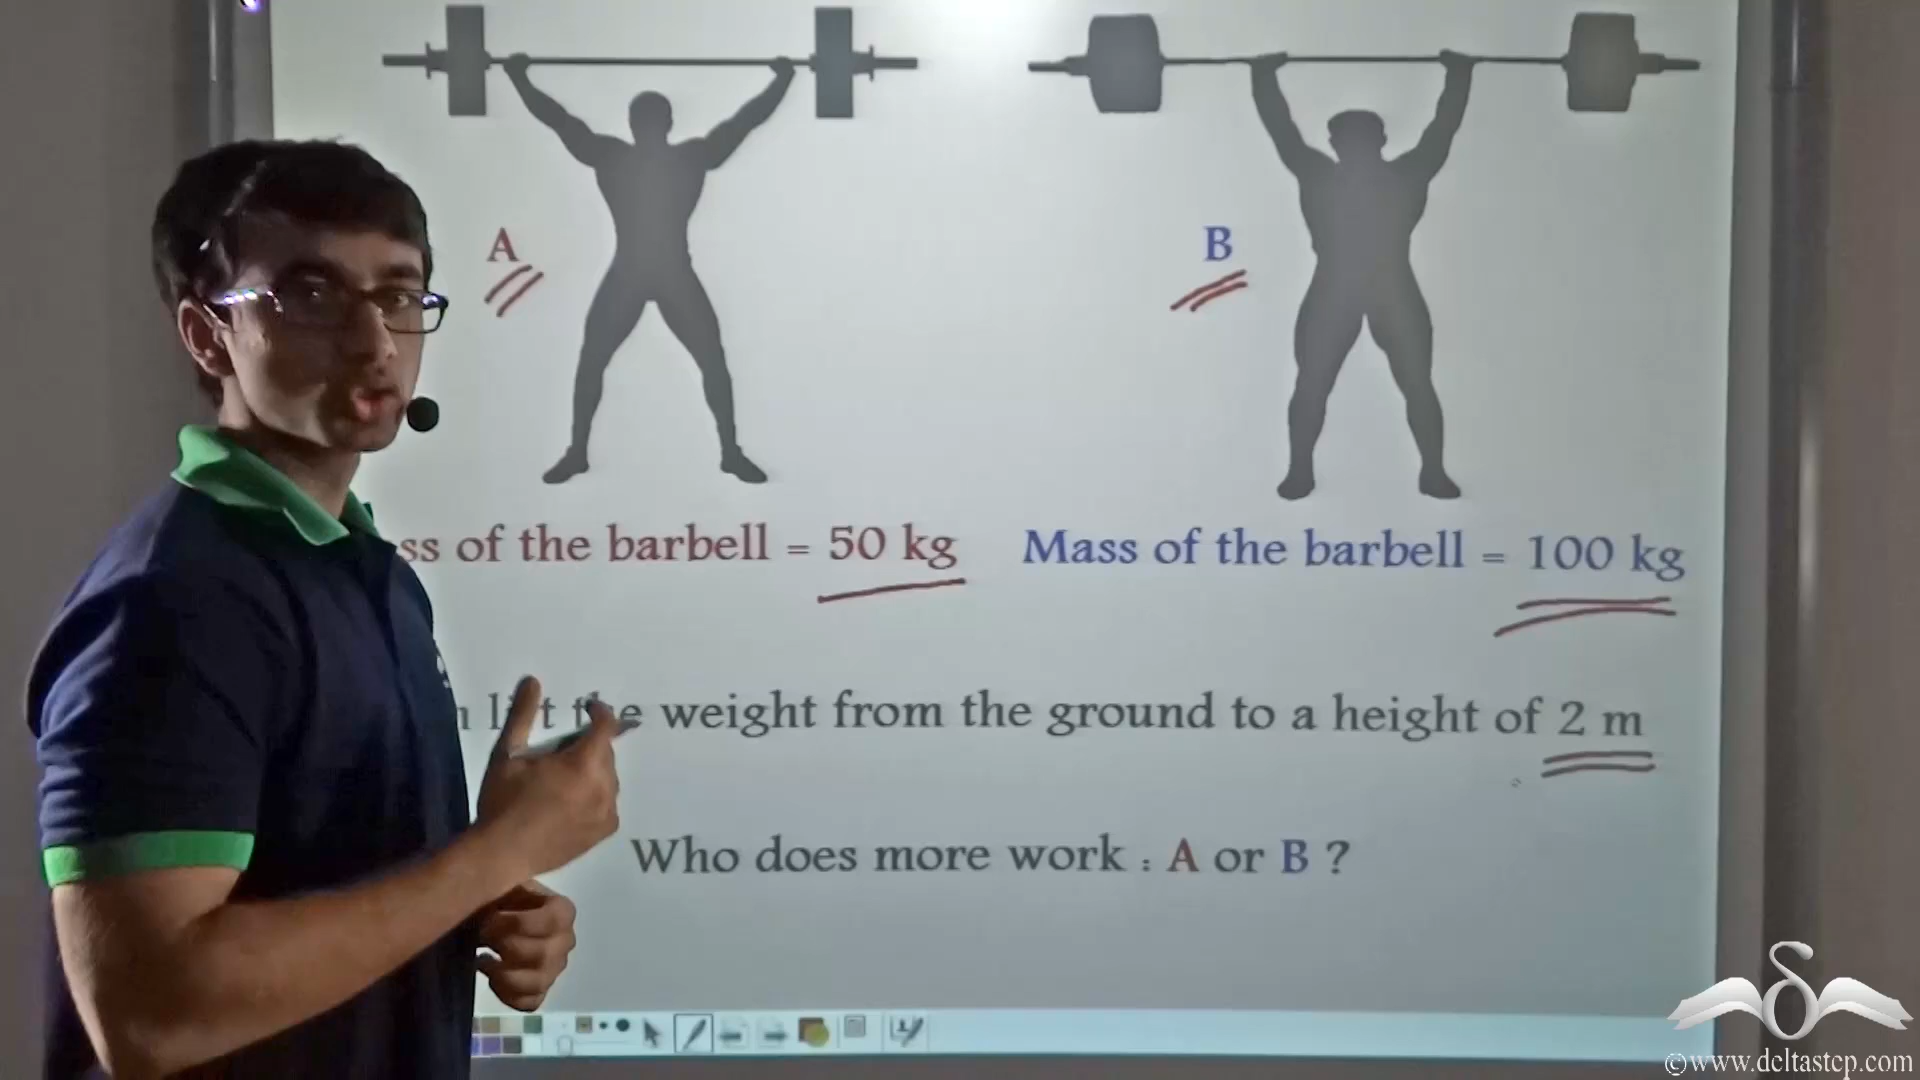 A
B
of the barbell = 50 kg
Mass of the barbell = 100 kg
the weight from the ground to a height of 2 m
Who does more work : A or B ?
©www.deltastep.com